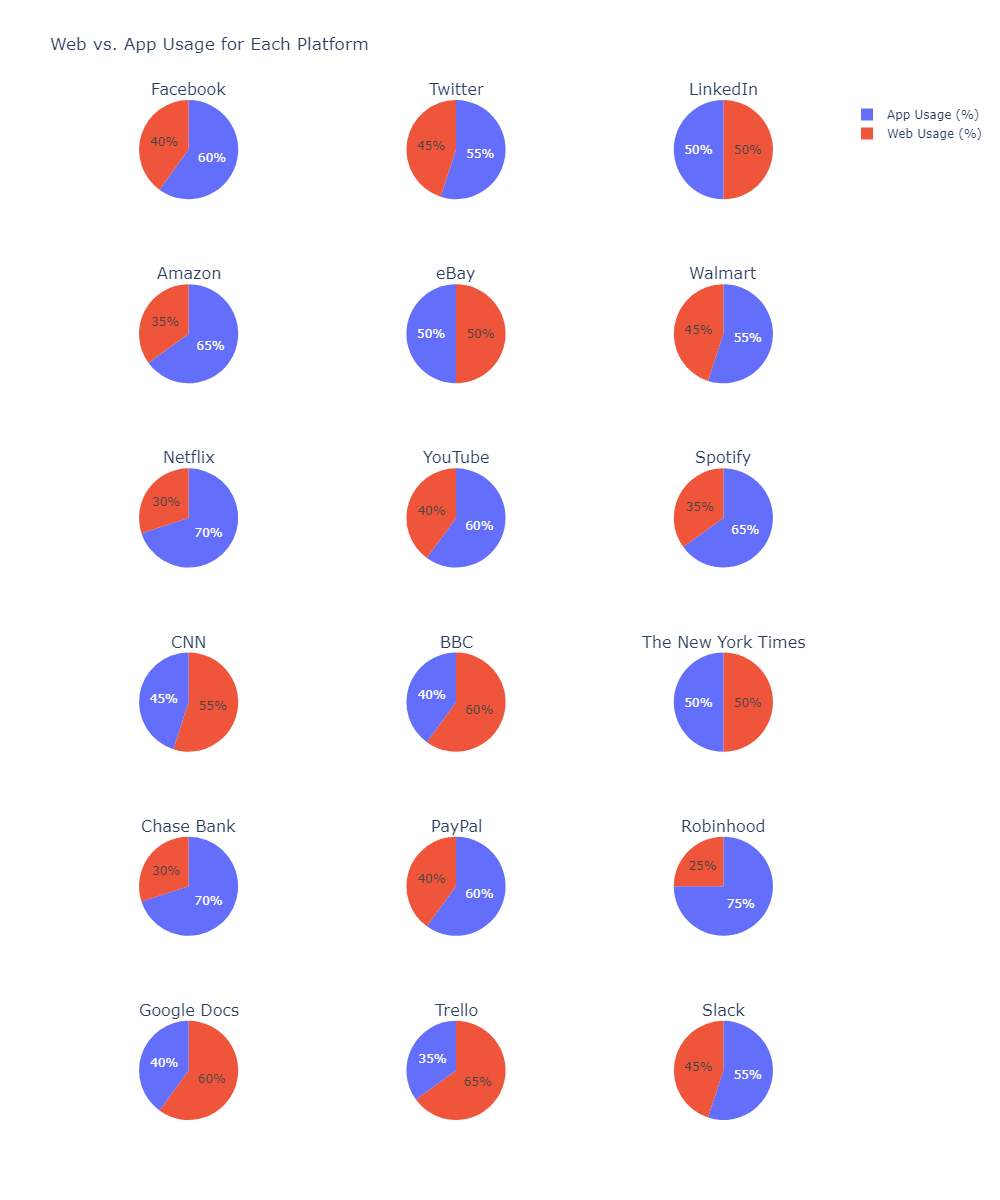 Web vs. App Usage for Each Platform
Facebook
Twitter
LinkedIn
App Usage (%)
Web Usage (%)
40%
60%
45%
55%
50%
50%
Amazon
eBay
Walmart
35%
65%
50%
50%
45%
55%
Netflix
YouTube
Spotify
30%
70%
40%
60%
35%
65%
CNN
BBC
The New York Times
45%
55%
40%
60%
50%
50%
Chase Bank
PayPal
Robinhood
30%
70%
40%
60%
25%
75%
Google Docs
Trello
Slack
40%
60%
35%
65%
45%
55%